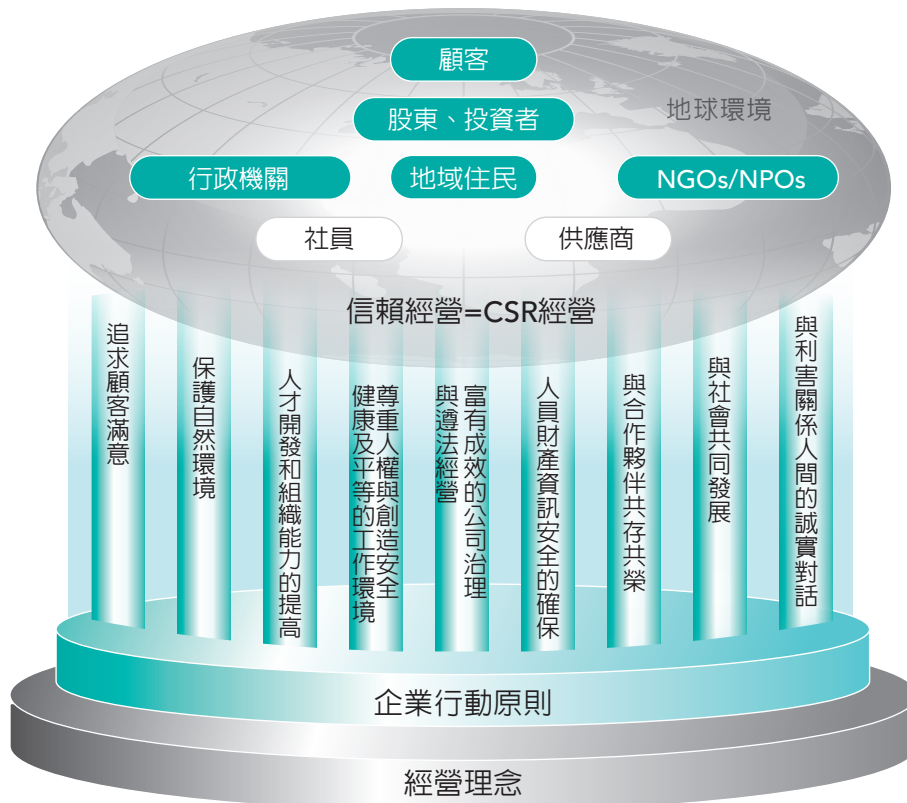 顧客
股東、投資者
地球環境
行政機關
地域住民
NGOs/NPOs
社員
供應商
信賴經營=CSR經營
追求顧客滿意
保護自然環境
人才開發和組織能力的提高
尊重人權與創造安全
健康及平等的工作環境
富有成效的公司治理
與遵法經營
人員財產資訊安全的確保
與合作夥伴共存共榮
與社會共同發展
與利害關係人間的誠實對話
企業行動原則
經營理念